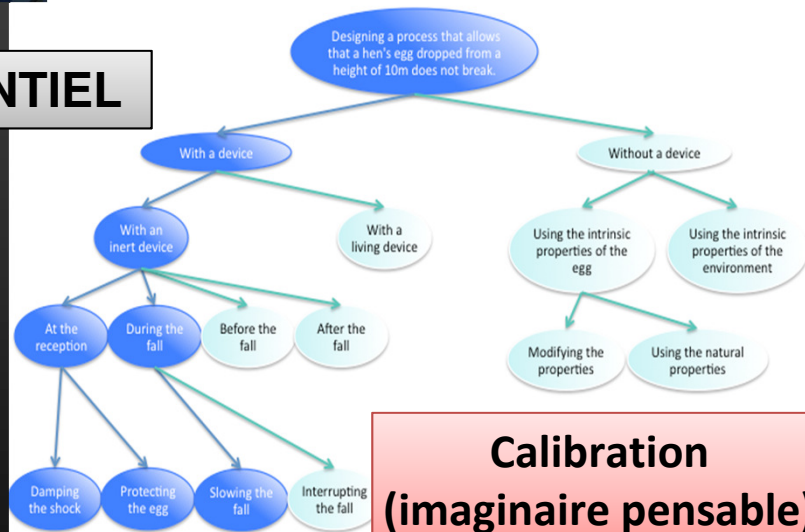 Designing a process that allows
that a hen's egg dropped from a
height of 10m does not break.
NTIEL
With a device
Without a device
With an
inert device
With a
living device
Using the intrinsic
properties of the
egg
Using the intrinsic
properties of the
environment
At the
reception
During the
fall
Before the
fall
After the
fall
Modifying the
properties
Using the natural
properties
Damping
the shock
Protecting
the egg
Slowing the
fall
Interrupting
the fall
Calibration
(imaginaire pensable)